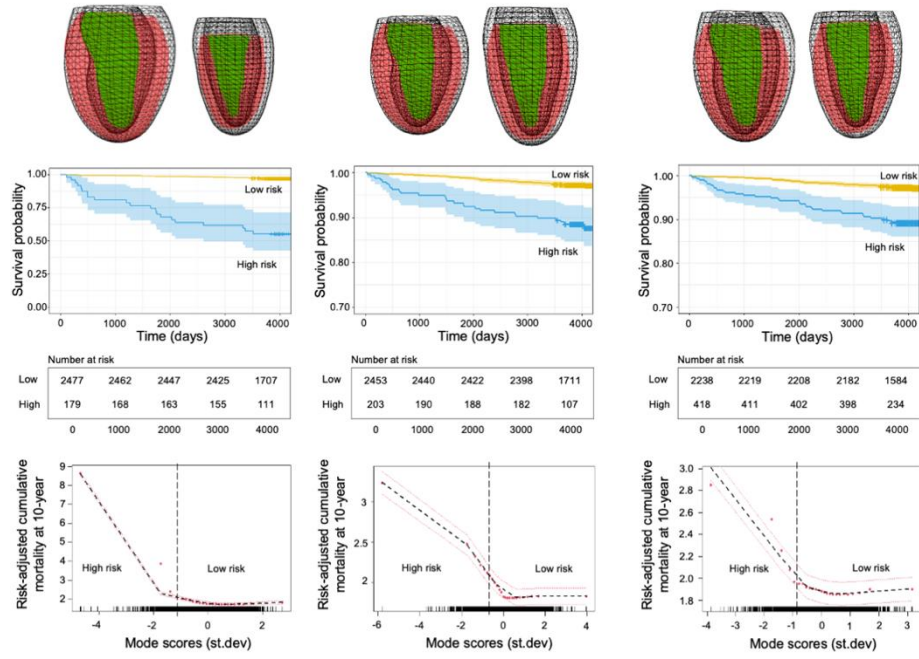 1.00
0.75
0.50
0.25
0.00
Survival probability
Low risk
High risk
0 1000 2000 3000 4000
Time (days)
1.00
0.90
0.80
0.70
Survival probability
Low risk
High risk
0 1000 2000 3000 4000
Time (days)
1.00
0.90
0.80
0.70
Survival probability
Low risk
High risk
0 1000 2000 3000 4000
Time (days)
Number at risk
Low 2477 2462 2447 2425 1707
High 179 168 163 155 111
0 1000 2000 3000 4000
Number at risk
Low 2453 2440 2422 2398 1711
High 203 190 188 182 107
0 1000 2000 3000 4000
Number at risk
Low 2238 2219 2208 2182 1584
High 418 411 402 398 234
0 1000 2000 3000 4000
Risk-adjusted cumulative
mortality at 10-year
9
8
7
6
5
4
3
2
High risk
Low risk
-4 -2 0 2
Mode scores (st.dev)
Risk-adjusted cumulative
mortality at 10-year
3
2.5
2
High risk
Low risk
-6 -4 -2 0 2 4
Mode scores (st.dev)
Risk-adjusted cumulative
mortality at 10-year
3.0
2.6
2.4
2.2
2.0
1.8
High risk
Low risk
-4 -3 -2 -1 0 1 2 3
Mode scores (st.dev)